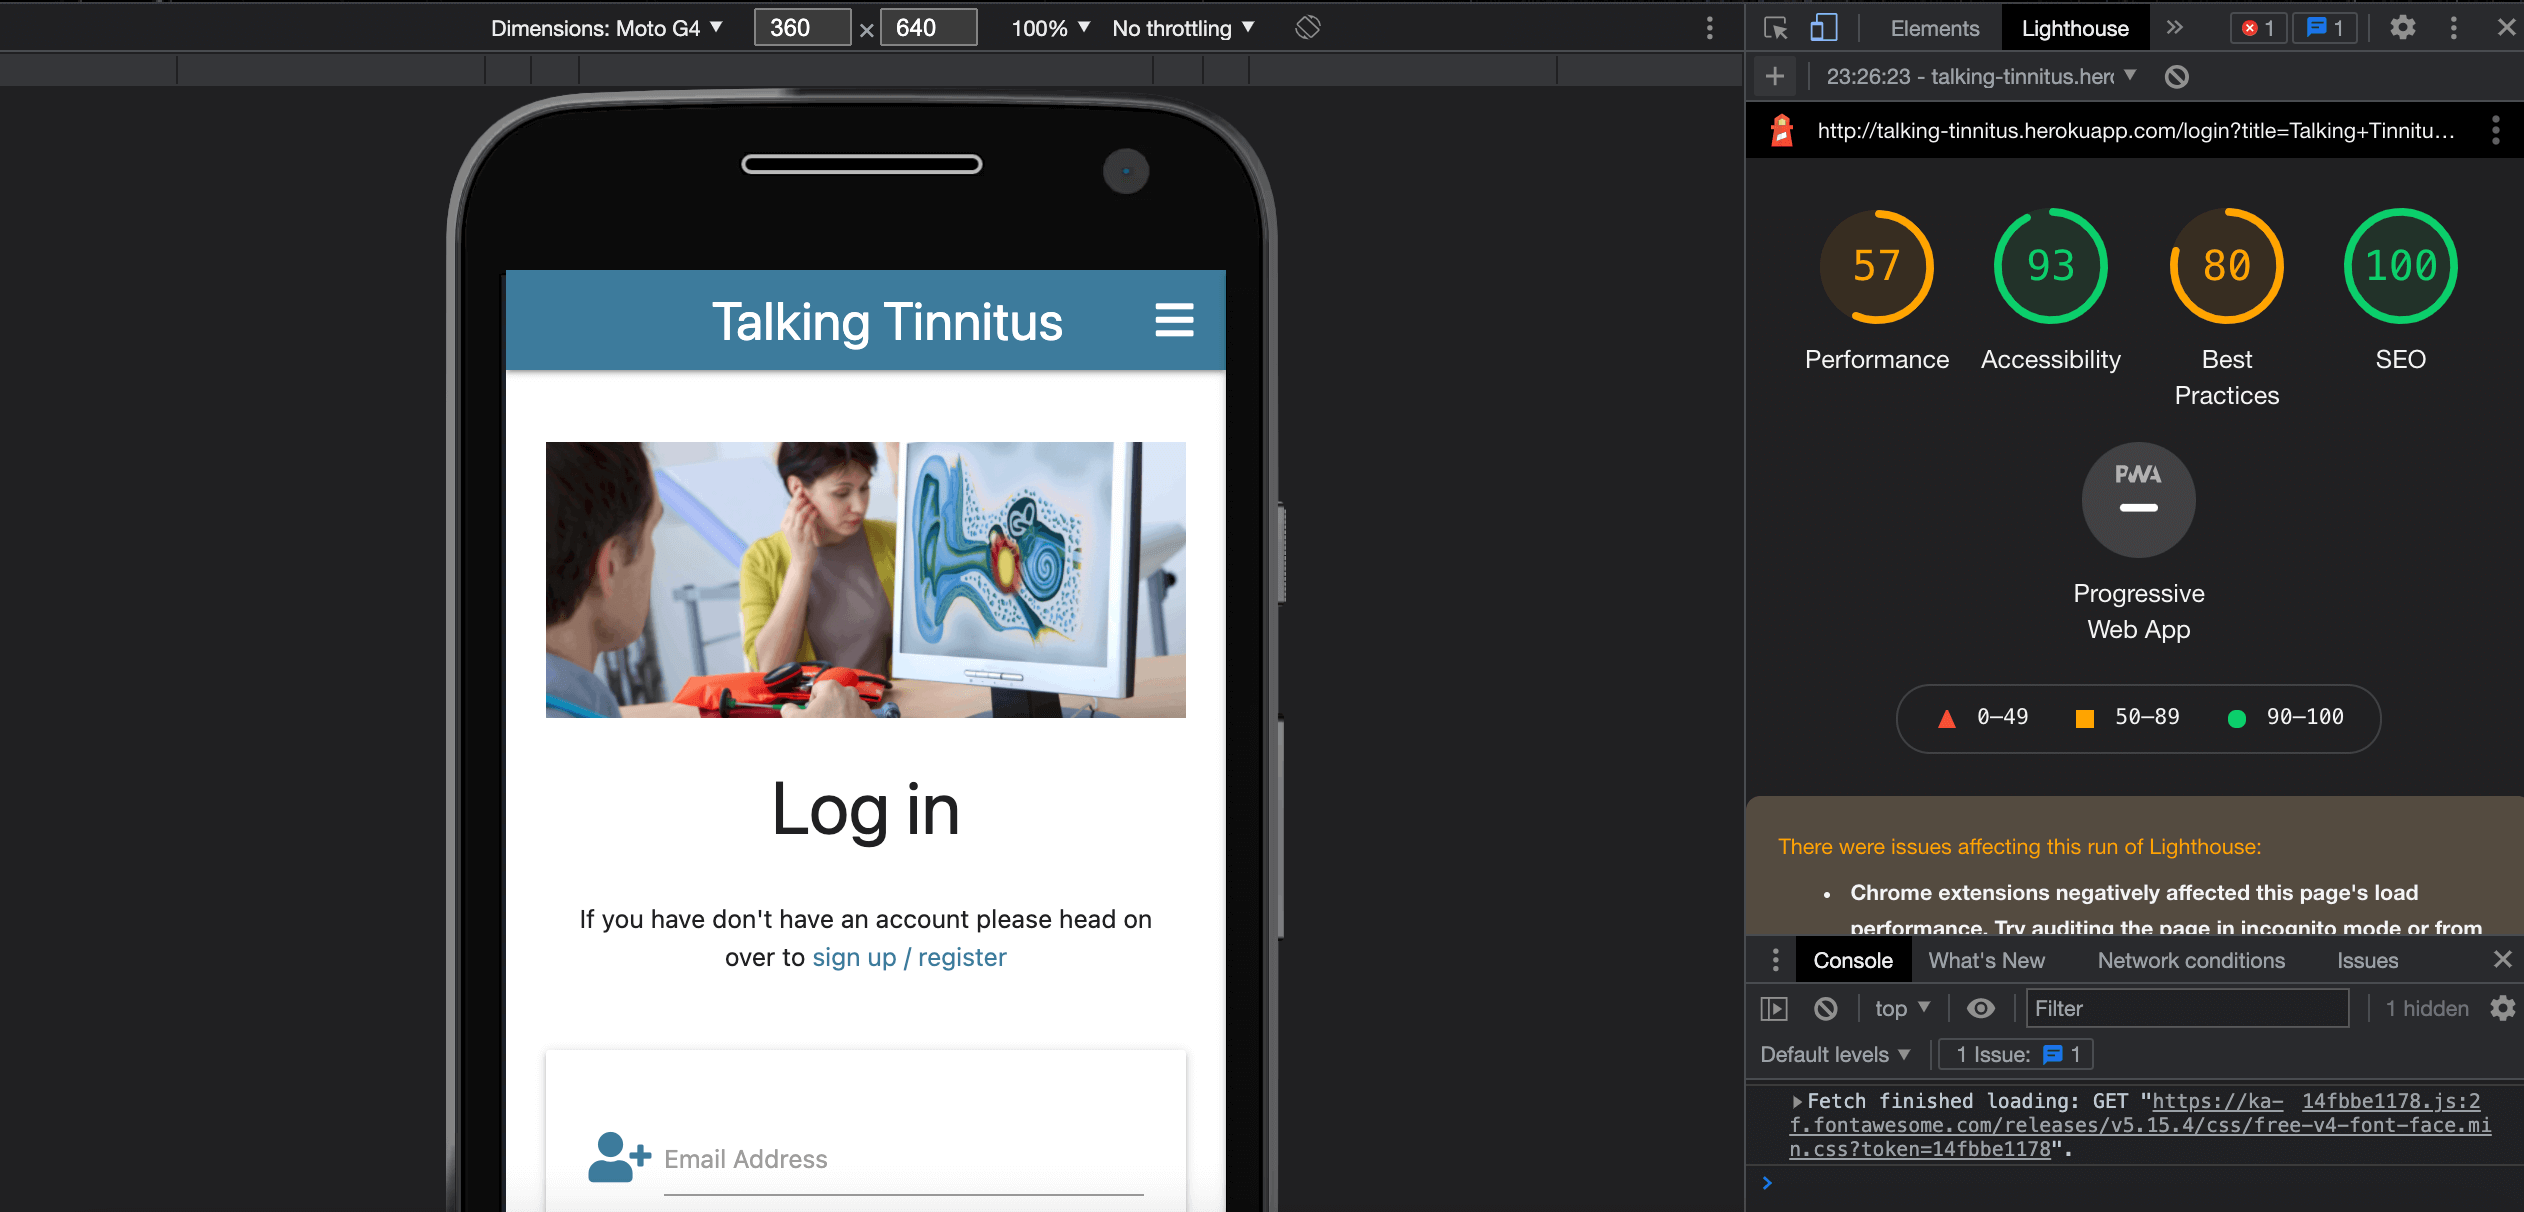 Dimensions: Moto G4 ▼ 360 × 640 100% ▼ No throttling ▼
Elements Lighthouse » 1 1
23:26:23 - talking-tinnitus.herc ▼
http://talking-tinnitus.herokuapp.com/login?title=Talking+Tinnitu…
57 93 80 100
Performance Accessibility Best Practices SEO
PWA
Progressive
Web App
0–49 50–89 90–100
There were issues affecting this run of Lighthouse:
• Chrome extensions negatively affected this page's load
performance. Try auditing the page in incognito mode or from
Console What's New Network conditions Issues
top ▼ Filter 1 hidden
Default levels ▼ 1 Issue: 1
Fetch finished loading: GET "https://ka- 14fbbe1178.js:2
f.fontawesome.com/releases/v5.15.4/css/free-v4-font-face.mi
n.css?token=14fbbe1178".
Talking Tinnitus
Log in
If you have don't have an account please head on
over to sign up / register
Email Address